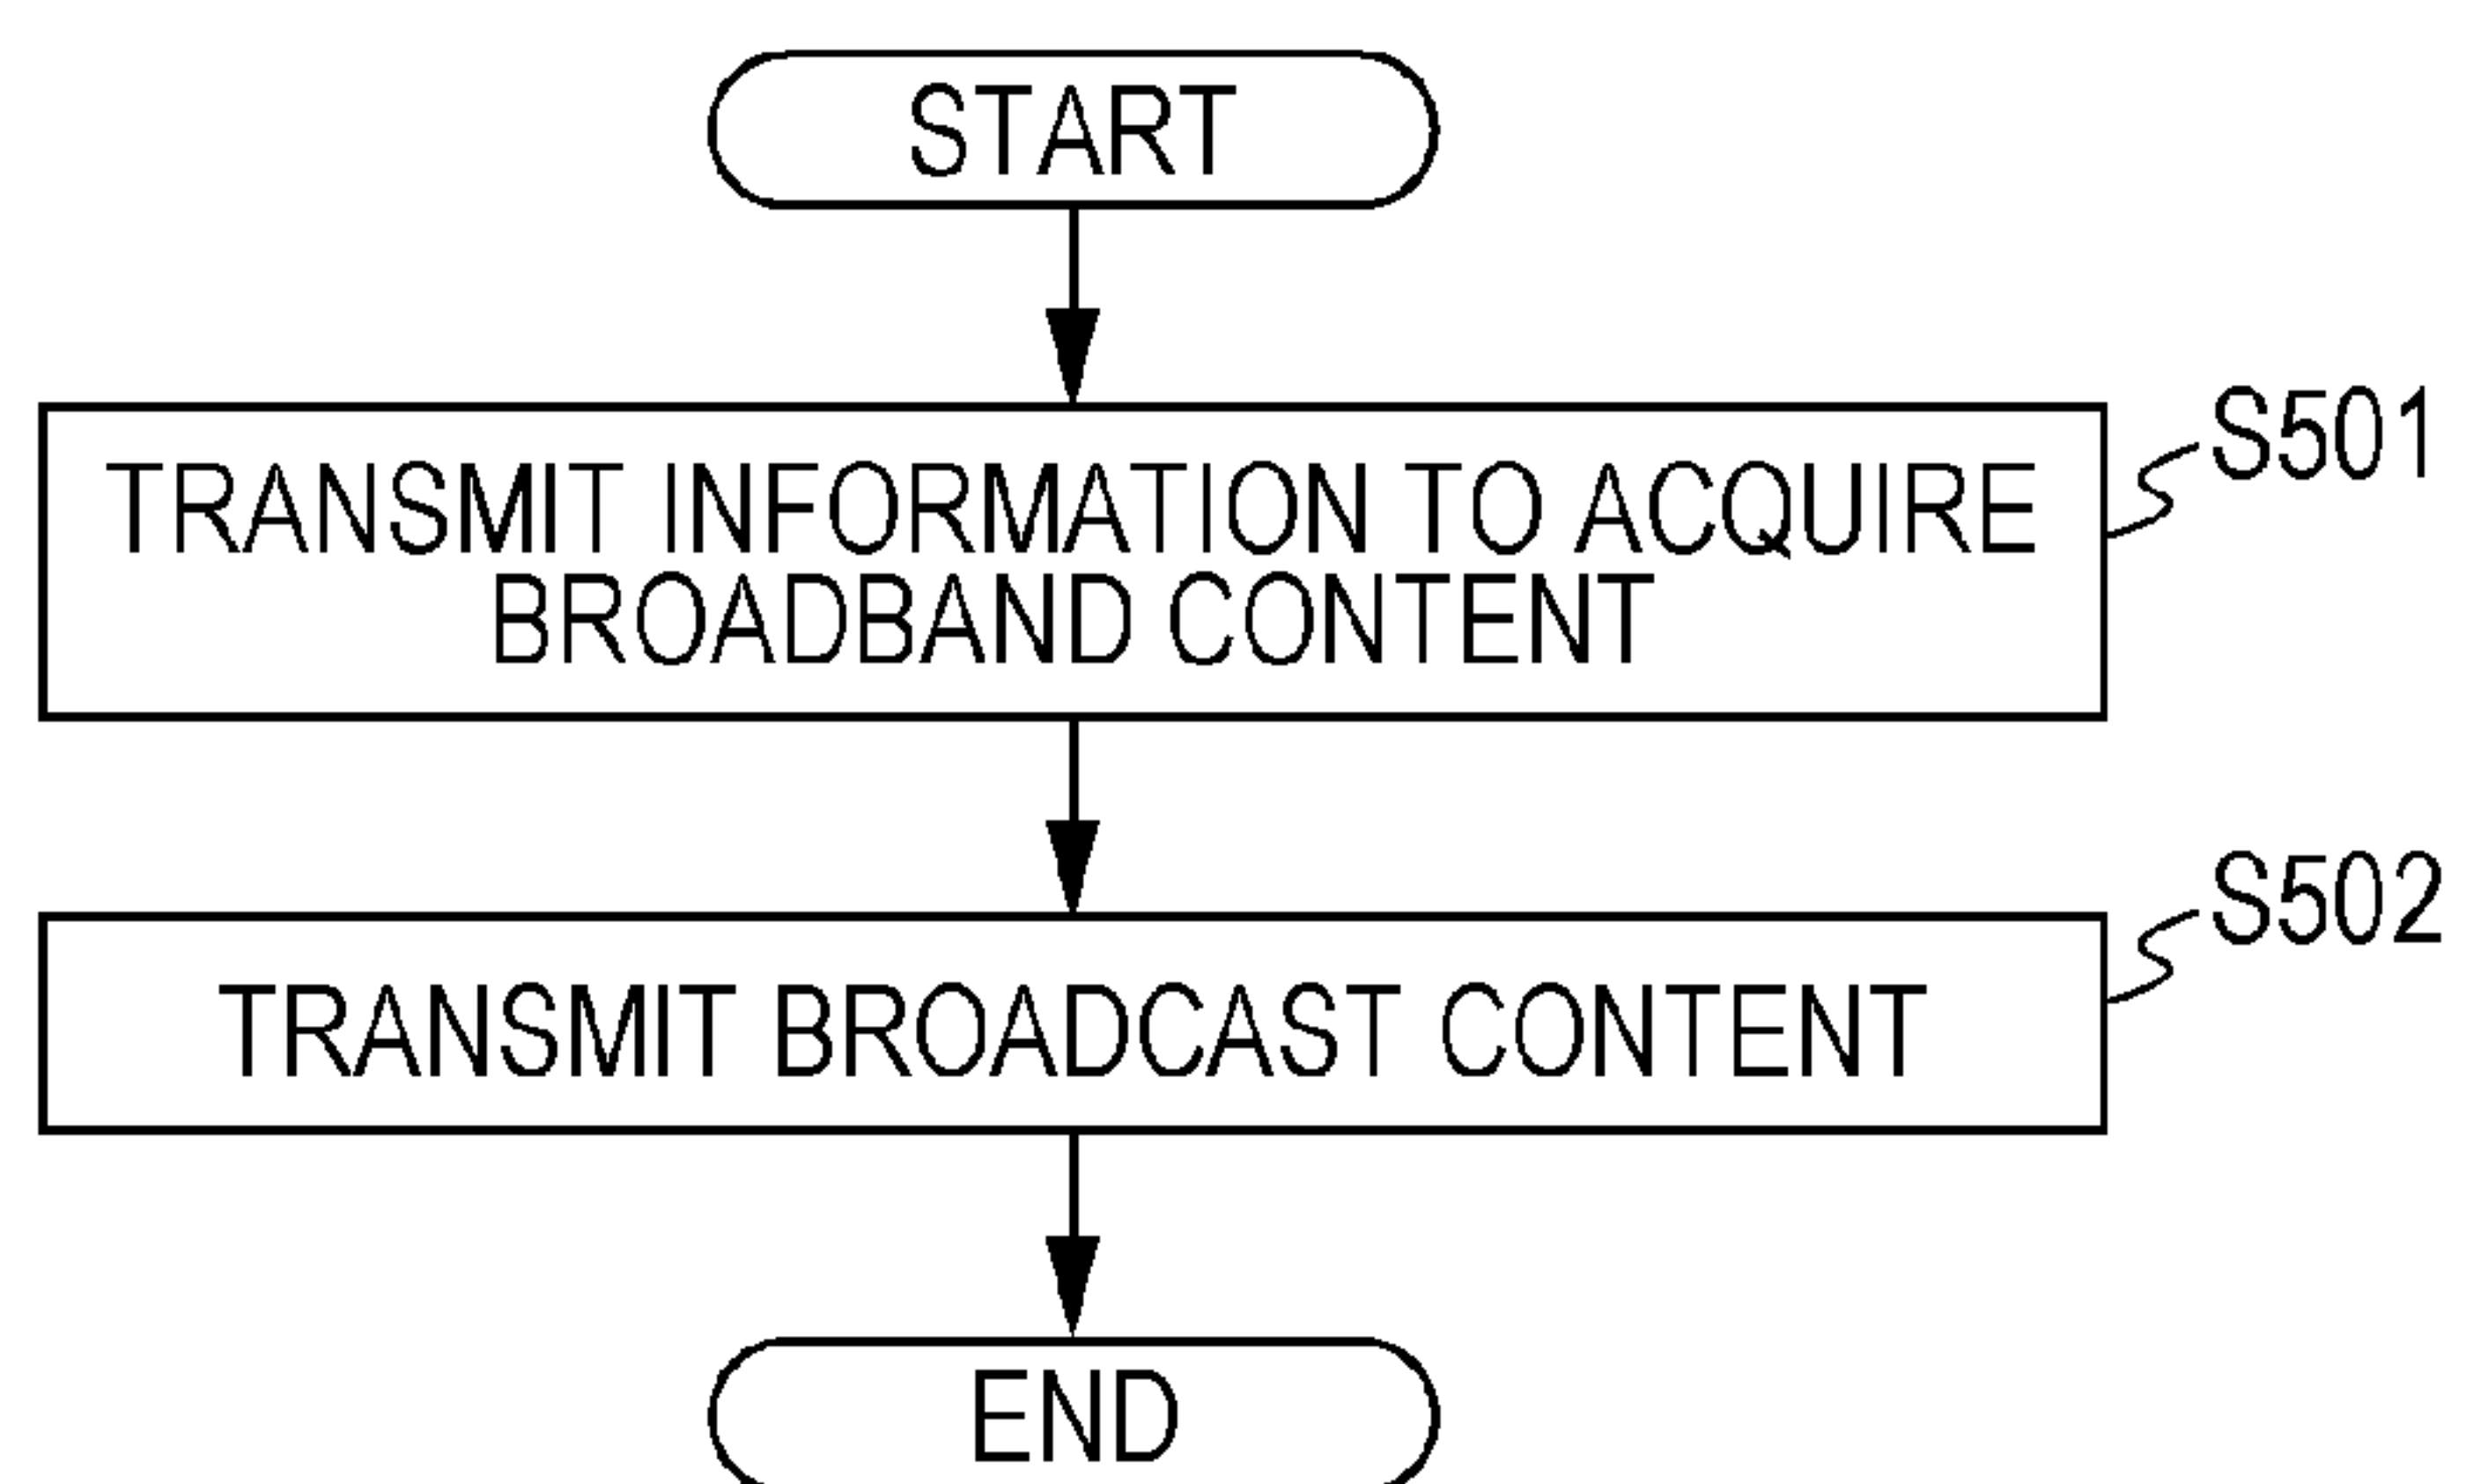 START
S501
TRANSMIT INFORMATION TO ACQUIRE
BROADBAND CONTENT
S502
TRANSMIT BROADCAST CONTENT
END